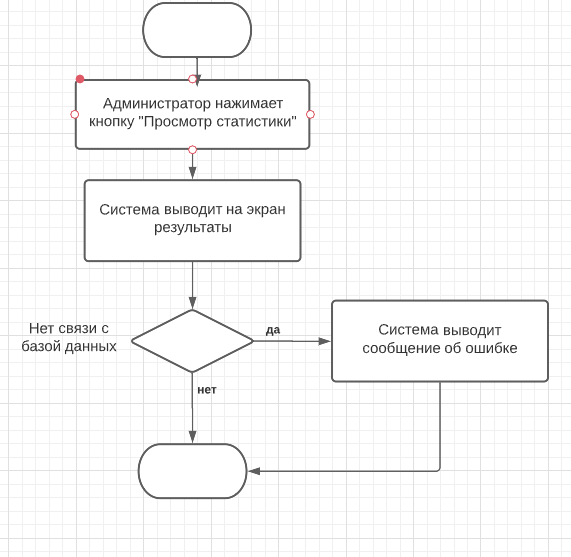 Администратор нажимает
кнопку "Просмотр статистики"
Система выводит на экран
результаты
Нет связи с
базой данных
да
Система выводит
сообщение об ошибке
нет